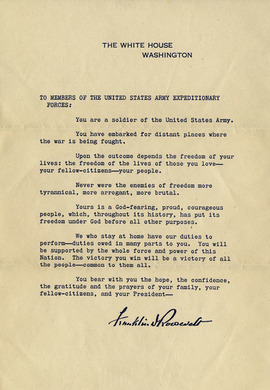 THE WHITE HOUSE
WASHINGTON
TO MEMBERS OF THE UNITED STATES ARMY EXPEDITIONARY
FORCES:
You are a soldier of the United States Army.
You have embarked for distant places where
the war is being fought.
Upon the outcome depends the freedom of your
lives: the freedom of the lives of those you love—
your fellow-citizens—your people.
Never were the enemies of freedom more
tyrannical, more arrogant, more brutal.
Yours is a God-fearing, proud, courageous
people, which, throughout its history, has put its
freedom under God before all other purposes.
We who stay at home have our duties to
perform—duties owed in many parts to you. You will
be supported by the whole force and power of this
Nation. The victory you win will be a victory of all
the people—common to them all.
You bear with you the hope, the confidence,
the gratitude and the prayers of your family, your
fellow-citizens, and your President—
Franklin D Roosevelt